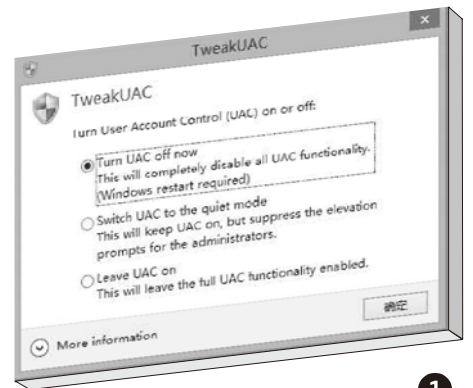 TweakUAC
TweakUAC
Turn User Account Control (UAC) on or off:
Turn UAC off now
This will completely disable all UAC functionality.
(Windows restart required)
Switch UAC to the quiet mode
This will keep UAC on, but suppress the elevation
prompts for the administrators.
Leave UAC on
This will leave the full UAC functionality enabled.
确定
More information
1